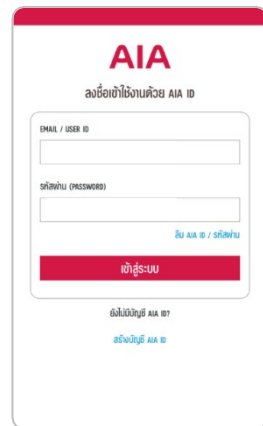 AIA
ลงชื่อเข้าใช้งานด้วย AIA ID
EMAIL / USER ID
รหัสผ่าน (PASSWORD)
ลืม AIA ID / รหัสผ่าน
เข้าสู่ระบบ
ยังไม่มีบัญชี AIA ID?
สร้างบัญชี AIA ID